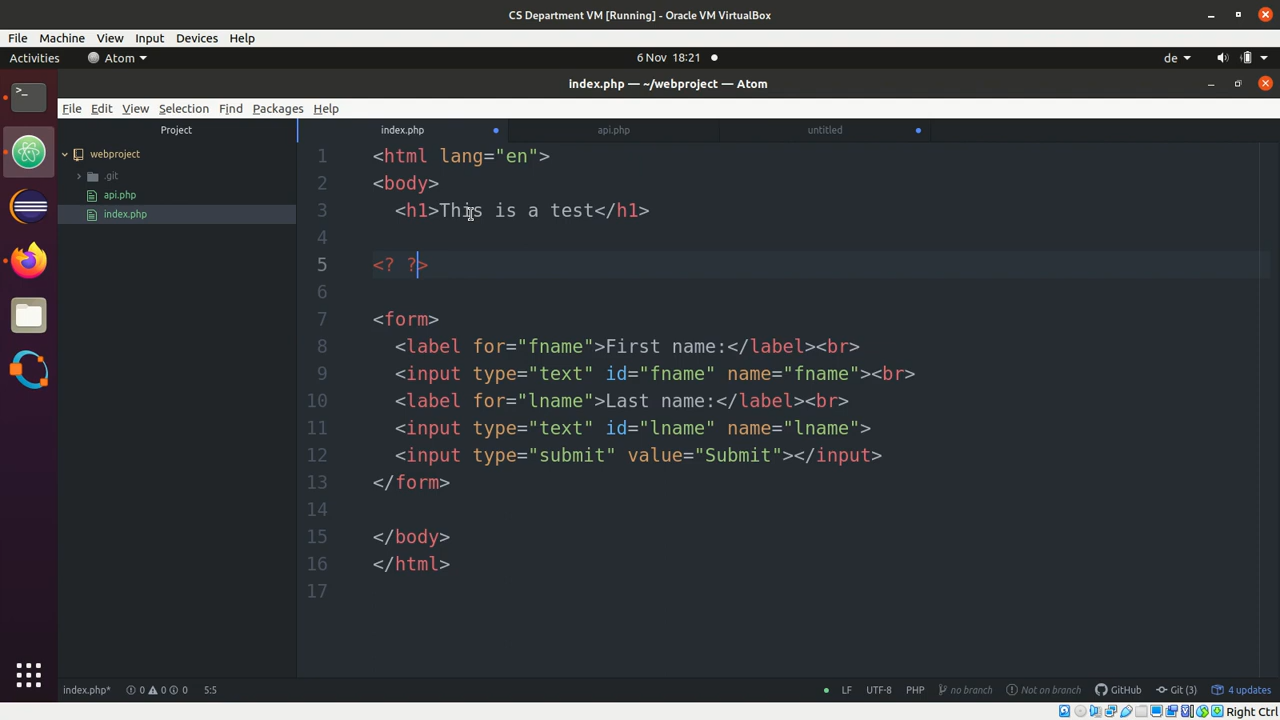 CS Department VM [Running] - Oracle VM VirtualBox
File Machine View Input Devices Help
Activities Atom 6 Nov 18:21 de
index.php — ~/webproject — Atom
File Edit View Selection Find Packages Help
Project index.php api.php untitled
webproject
.git
api.php
index.php
1 <html lang="en">
2 <body>
3 <h1>This is a test</h1>
4
5 <? ?>
6
7 <form>
8 <label for="fname">First name:</label><br>
9 <input type="text" id="fname" name="fname"><br>
10 <label for="lname">Last name:</label><br>
11 <input type="text" id="lname" name="lname">
12 <input type="submit" value="Submit"></input>
13 </form>
14
15 </body>
16 </html>
17
index.php* 0 0 0 5:5 LF UTF-8 PHP no branch Not on branch GitHub Git (3) 4 updates
Right Ctrl